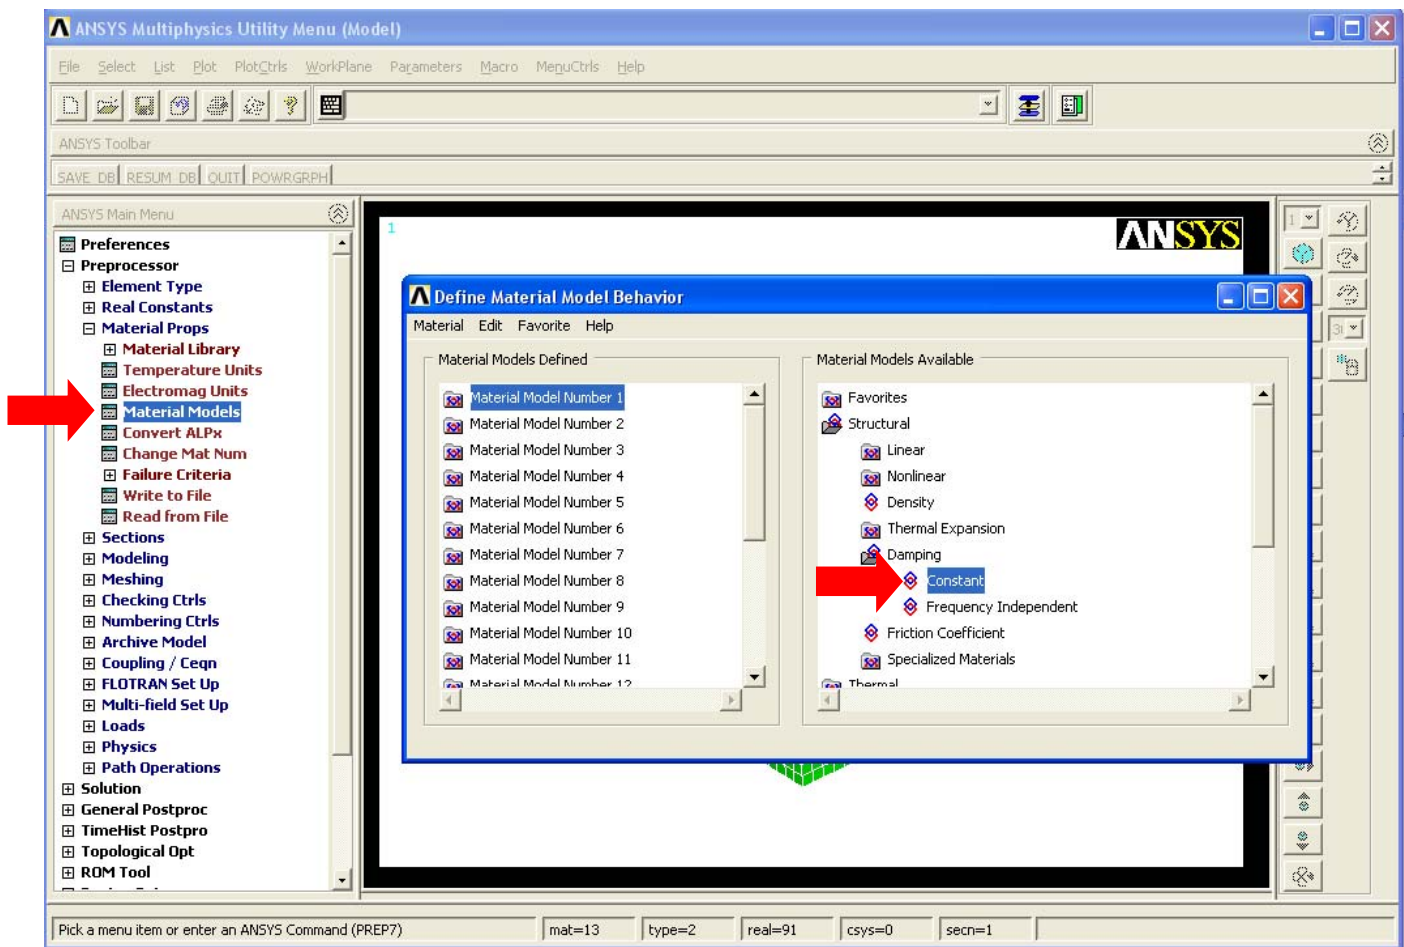 ANSYS Multiphysics Utility Menu (Model)
File Select List Plot PlotCtrls WorkPlane Parameters Macro MenuCtrls Help
ANSYS Toolbar
SAVE_DB RESUM_DB QUIT POWRGRPH
ANSYS Main Menu
Preferences
Preprocessor
Element Type
Real Constants
Material Props
Material Library
Temperature Units
Electromag Units
Material Models
Convert ALPx
Change Mat Num
Failure Criteria
Write to File
Read from File
Sections
Modeling
Meshing
Checking Ctrls
Numbering Ctrls
Archive Model
Coupling / Ceqn
FLOTRAN Set Up
Multi-field Set Up
Loads
Physics
Path Operations
Solution
General Postproc
TimeHist Postpro
Topological Opt
ROM Tool
1
ANSYS
Define Material Model Behavior
Material Edit Favorite Help
Material Models Defined
Material Model Number 1
Material Model Number 2
Material Model Number 3
Material Model Number 4
Material Model Number 5
Material Model Number 6
Material Model Number 7
Material Model Number 8
Material Model Number 9
Material Model Number 10
Material Model Number 11
Material Model Number 12
Material Models Available
Favorites
Structural
Linear
Nonlinear
Density
Thermal Expansion
Damping
Constant
Frequency Independent
Friction Coefficient
Specialized Materials
Thermal
1
Pick a menu item or enter an ANSYS Command (PREP7)
mat=13
type=2
real=91
csys=0
secn=1